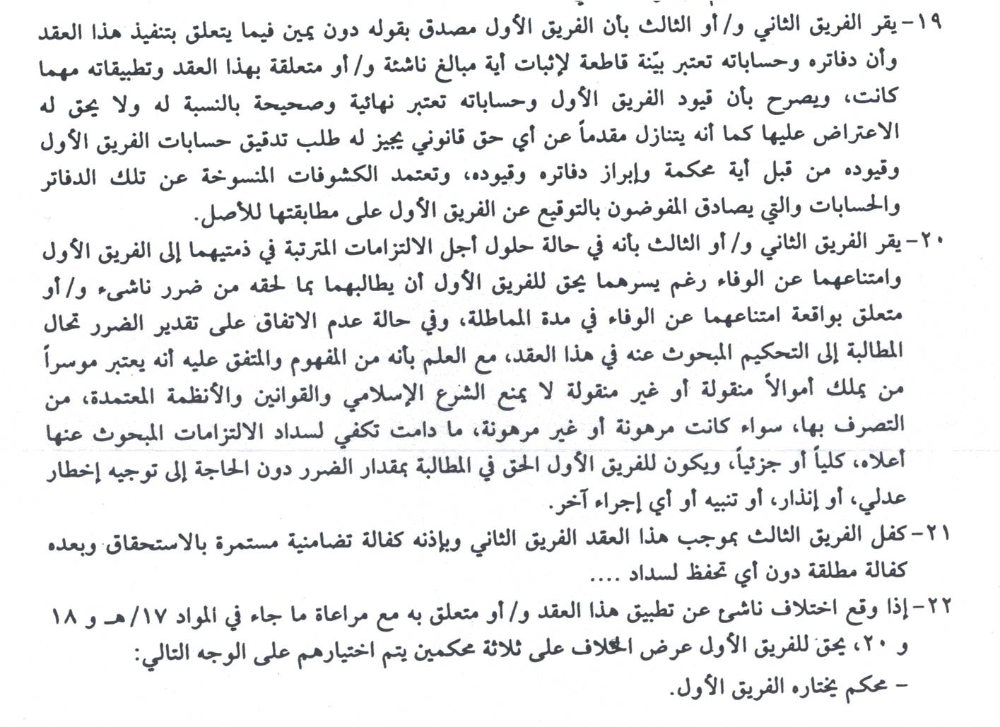 ١٩- يقر الفريق الثاني و/أو الثالث بأن الفريق الأول مصدق بقوله دون يمين فيما يتعلق بتنفيذ هذا العقد
وأن دفاتره وحساباته تعتبر بيّنة قاطعة لإثبات أية مبالغ ناشئة و/أو متعلقة بهذا العقد وتطبيقاته مهما
كانت، ويصرح بأن قيود الفريق الأول وحساباته تعتبر نهائية وصحيحة بالنسبة له ولا يحق له
الاعتراض عليها كما أنه يتنازل مقدماً عن أي حق قانوني يجيز له طلب تدقيق حسابات الفريق الأول
وقيوده من قبل أية محكمة وإبراز دفاتره وقيوده، وتعتمد الكشوفات المنسوخة عن تلك الدفاتر
والحسابات والتي يصادق المفوضون بالتوقيع عن الفريق الأول على مطابقتها للأصل.
٢٠- يقر الفريق الثاني و/أو الثالث بأنه في حالة حلول أجل الالتزامات المترتبة في ذمتيهما إلى الفريق الأول
وامتناعهما عن الوفاء رغم يسرهما يحق للفريق الأول أن يطالبهما بما لحقه من ضرر ناشىء و/أو
متعلق بواقعة امتناعهما عن الوفاء في مدة المماطلة، وفي حالة عدم الاتفاق على تقدير الضرر تحال
المطالبة إلى التحكيم المبحوث عنه في هذا العقد، مع العلم بأنه من المفهوم والمتفق عليه أنه يعتبر موسراً
من يملك أموالاً منقولة أو غير منقولة لا يمنع الشرع الإسلامي والقوانين والأنظمة المعتمدة، من
التصرف بها، سواء كانت مرهونة أو غير مرهونة، ما دامت تكفي لسداد الالتزامات المبحوث عنها
أعلاه، كلياً أو جزئياً، ويكون للفريق الأول الحق في المطالبة بمقدار الضرر دون الحاجة إلى توجيه إخطار
عدلي، أو إنذار، أو تنبيه أو أي إجراء آخر.
٢١- كفل الفريق الثالث بموجب هذا العقد الفريق الثاني وبإذنه كفالة تضامنية مستمرة بالاستحقاق وبعده
كفالة مطلقة دون أي تحفظ لسداد ....
٢٢- إذا وقع اختلاف ناشئ عن تطبيق هذا العقد و/أو متعلق به مع مراعاة ما جاء في المواد ١٧/هـ و ١٨
و ٢٠، يحق للفريق الأول عرض الخلاف على ثلاثة محكمين يتم اختيارهم على الوجه التالي:
- محكم يختاره الفريق الأول.